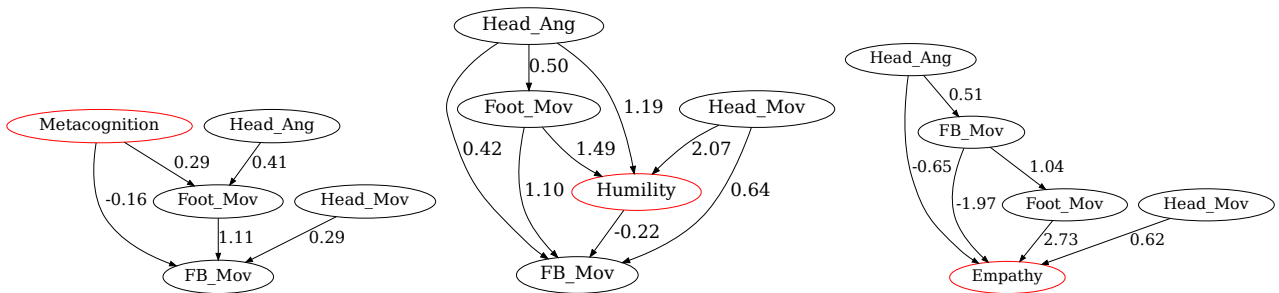 Metacognition
Head_Ang
0.29
0.41
-0.16
Foot_Mov
Head_Mov
1.11
0.29
FB_Mov
Head_Ang
0.50
Foot_Mov
Head_Mov
1.19
0.42
1.49
2.07
1.10
Humility
0.64
-0.22
FB_Mov
Head_Ang
0.51
FB_Mov
-0.65
1.04
-1.97
Foot_Mov
Head_Mov
2.73
0.62
Empathy